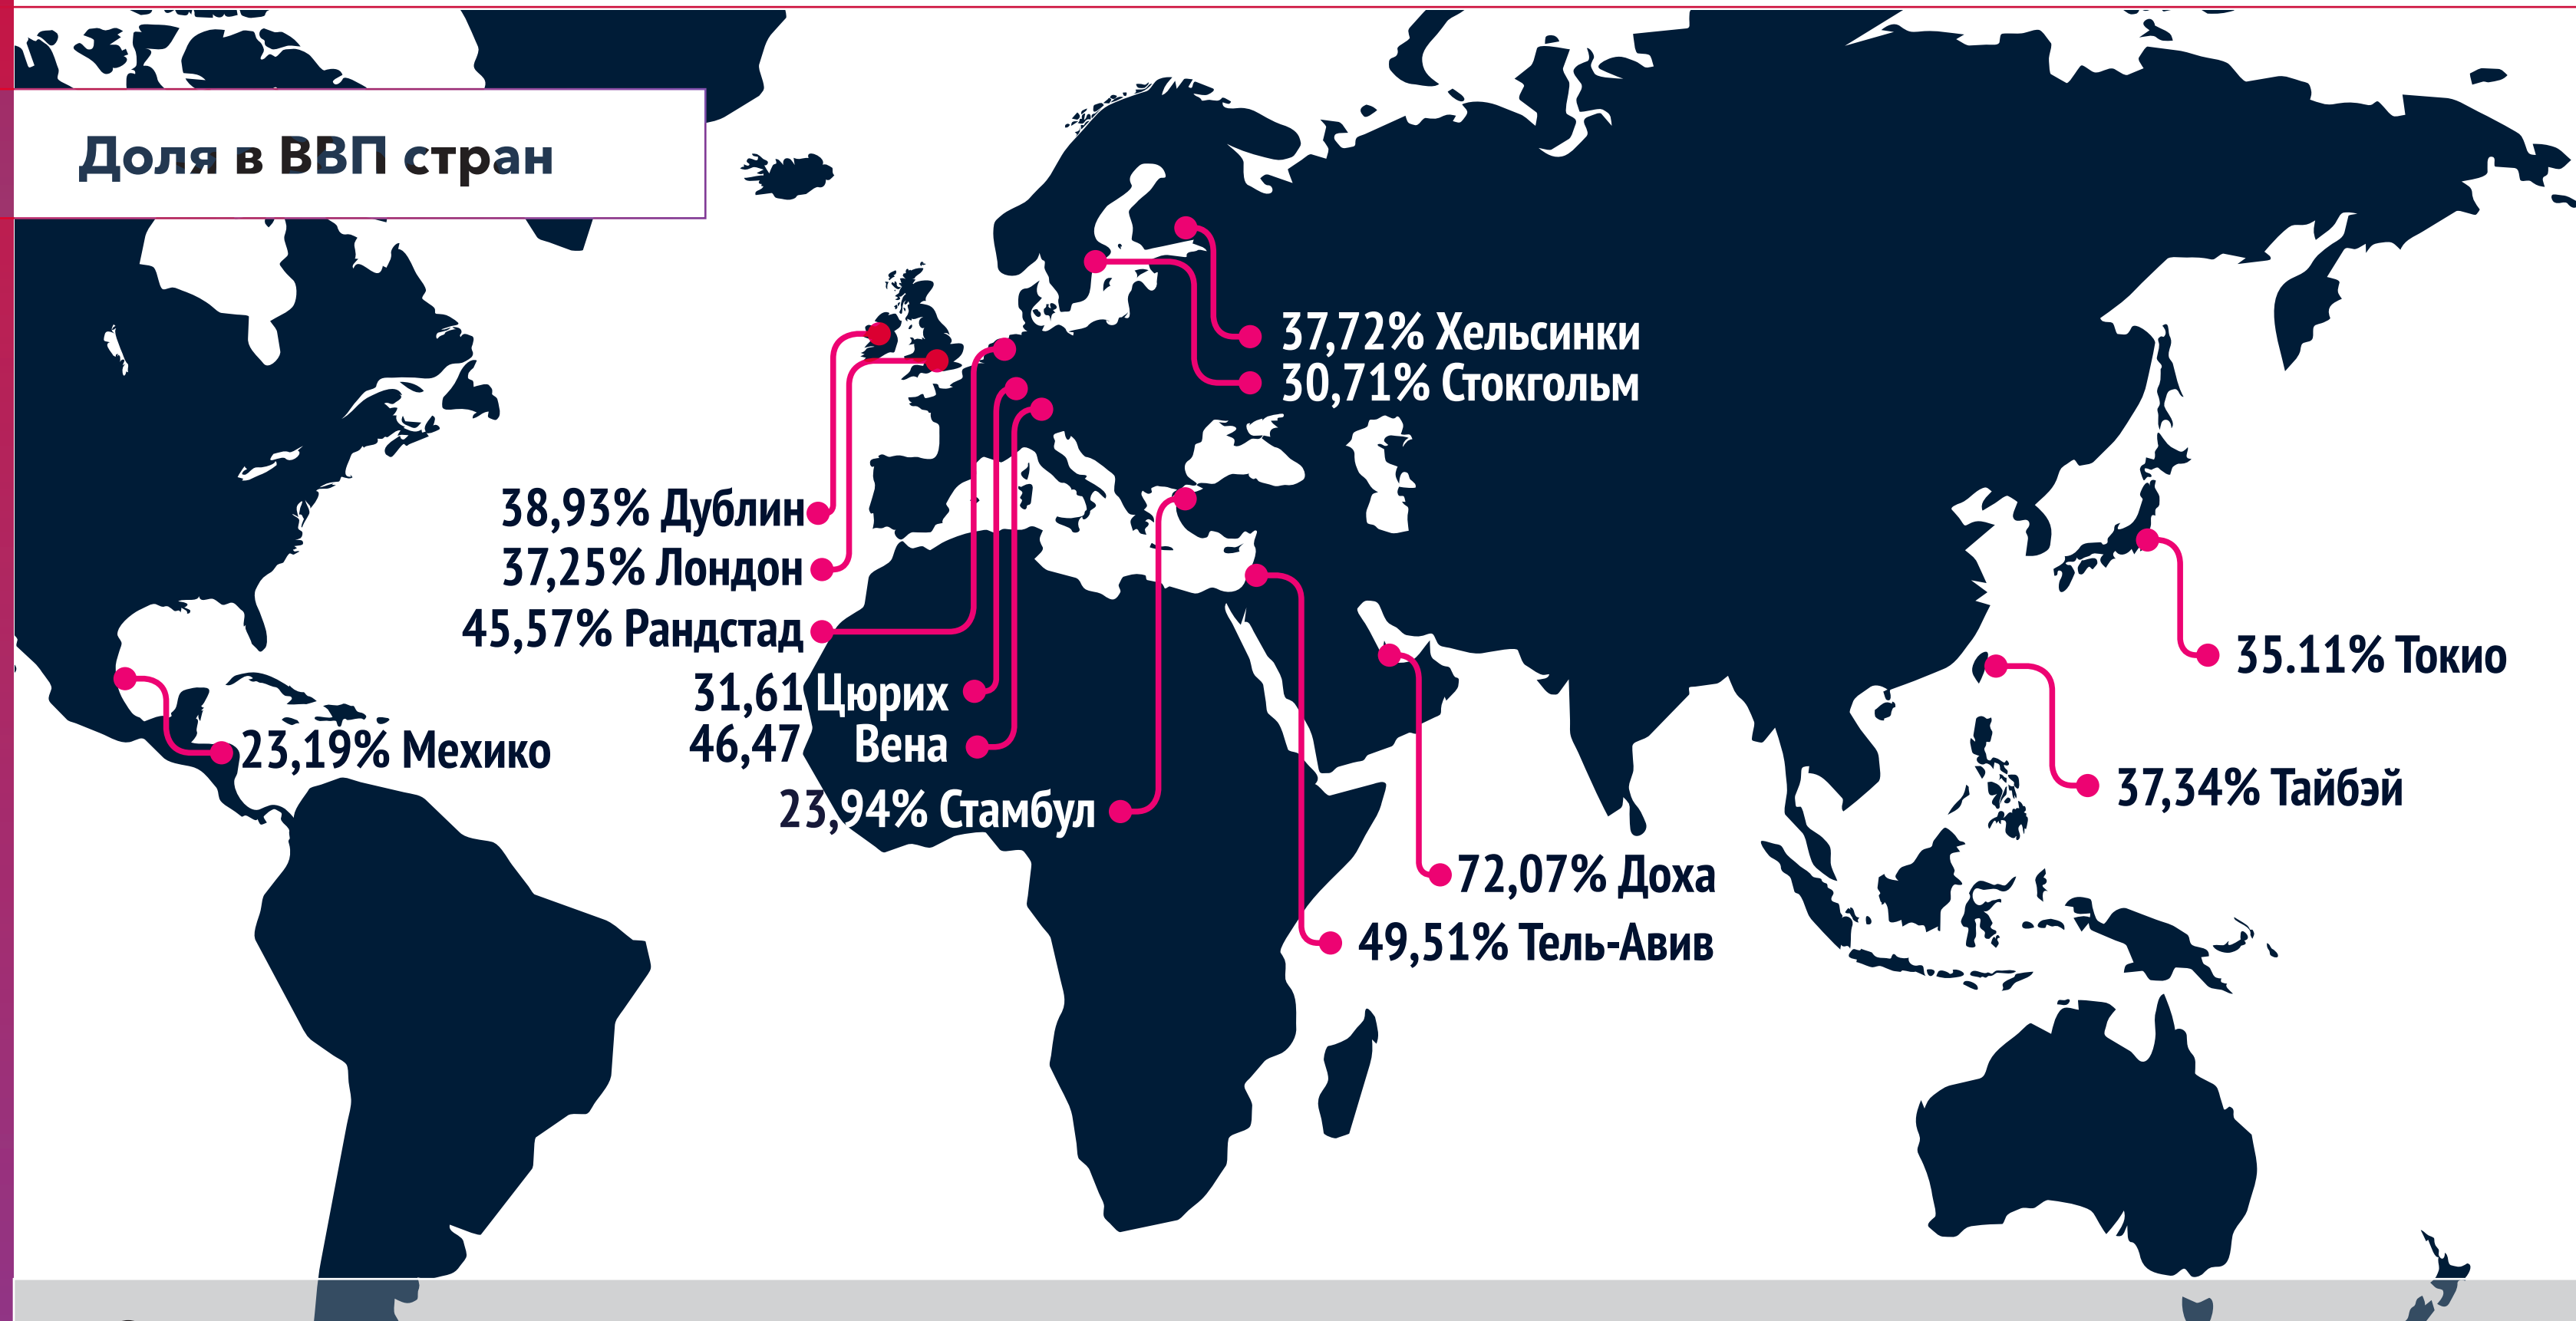 Доля в ВВП стран
37,72% Хельсинки
30,71% Стокгольм
38,93% Дублин
37,25% Лондон
45,57% Рандстад
31,61 Цюрих
46,47 Вена
23,94% Стамбул
23,19% Мехико
35.11% Токио
37,34% Тайбэй
72,07% Доха
49,51% Тель-Авив